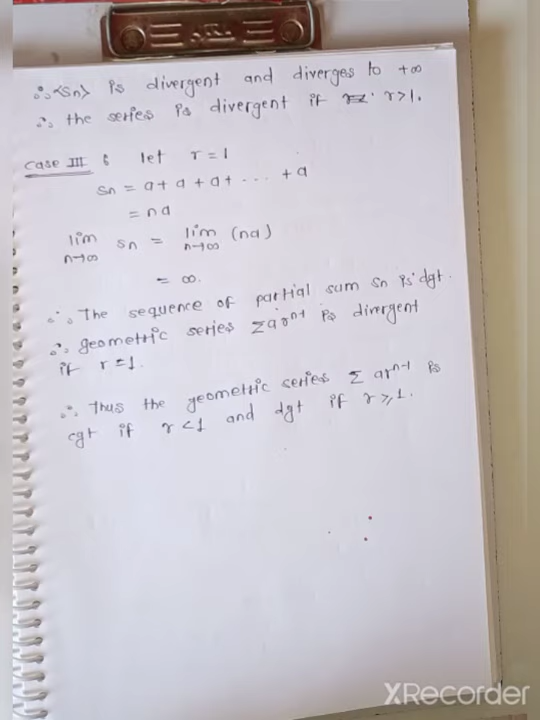 ∴ <Sn> is divergent and diverges to +∞
∴ the series is divergent if r>1.
Case III : let r = 1
Sn = a + a + a + ... + a
= na
lim n→∞ Sn = lim n→∞ (na)
= ∞.
∴ The sequence of partial sum Sn is dgt.
∴ geometric series Σarⁿ⁻¹ is divergent
if r=1.
∴ Thus the geometric series Σ arⁿ⁻¹ is
cgt if r<1 and dgt if r≥1.
XRecorder